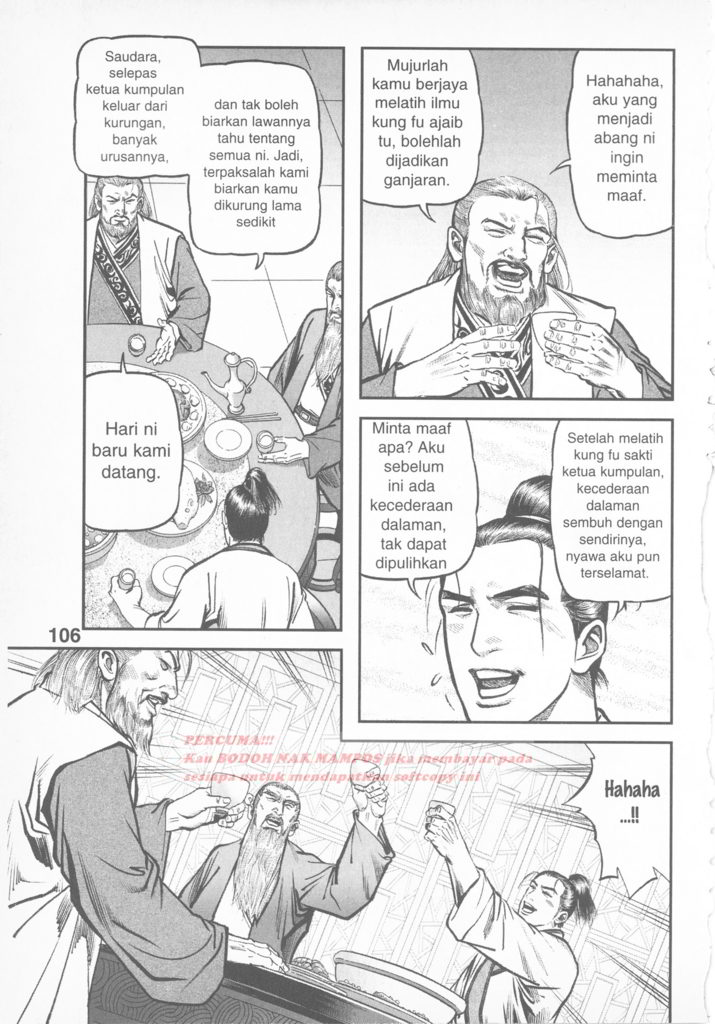 Saudara,
selepas
ketua kumpulan
keluar dari
kurungan,
banyak
urusannya,
dan tak boleh
biarkan lawannya
tahu tentang
semua ni. Jadi,
terpaksalah kami
biarkan kamu
dikurung lama
sedikit
Hari ni
baru kami
datang.
Mujurlah
kamu berjaya
melatih ilmu
kung fu ajaib
tu, bolehlah
dijadikan
ganjaran.
Hahahaha,
aku yang
menjadi
abang ni
ingin
meminta
maaf.
Minta maaf
apa? Aku
sebelum
ini ada
kecederaan
dalaman,
tak dapat
dipulihkan
Setelah melatih
kung fu sakti
ketua kumpulan,
kecederaan
dalaman
sembuh dengan
sendirinya,
nyawa aku pun
terselamat.
106
PERCUMA!!!
Kau BODOH NAK MAMPOS jika membayar pada
sesiapa untuk mendapatkan softcopy ini
Hahaha
...!!